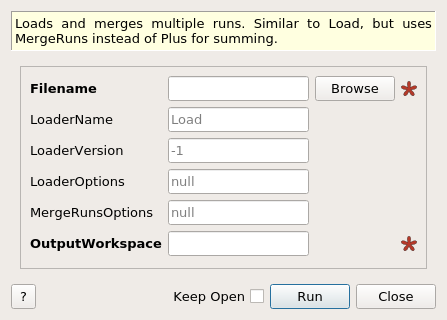 Loads and merges multiple runs. Similar to Load, but uses
MergeRuns instead of Plus for summing.
Filename Browse *
LoaderName Load
LoaderVersion -1
LoaderOptions null
MergeRunsOptions null
OutputWorkspace *
? Keep Open Run Close